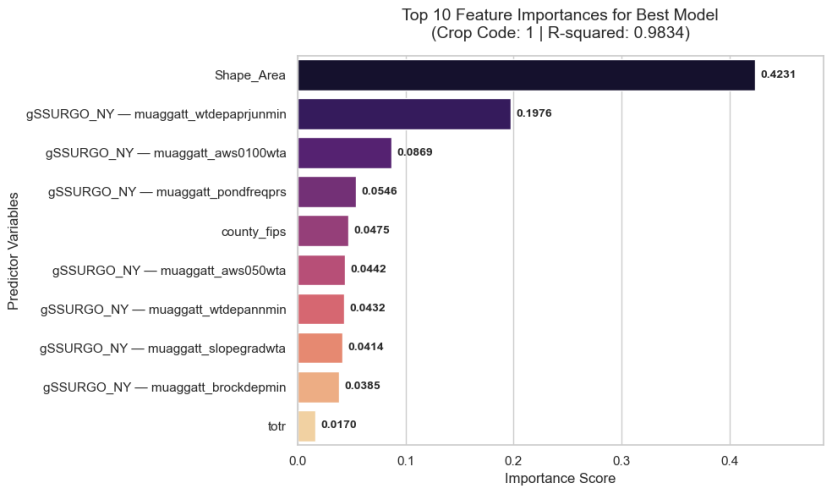 Top 10 Feature Importances for Best Model
(Crop Code: 1 | R-squared: 0.9834)
Predictor Variables
Shape_Area 0.4231
gSSURGO_NY — muaggatt_wtdepaprjunmin 0.1976
gSSURGO_NY — muaggatt_aws0100wta 0.0869
gSSURGO_NY — muaggatt_pondfreqprs 0.0546
county_fips 0.0475
gSSURGO_NY — muaggatt_aws050wta 0.0442
gSSURGO_NY — muaggatt_wtdepannmin 0.0432
gSSURGO_NY — muaggatt_slopegradwta 0.0414
gSSURGO_NY — muaggatt_brockdepmin 0.0385
totr 0.0170
0.0 0.1 0.2 0.3 0.4
Importance Score